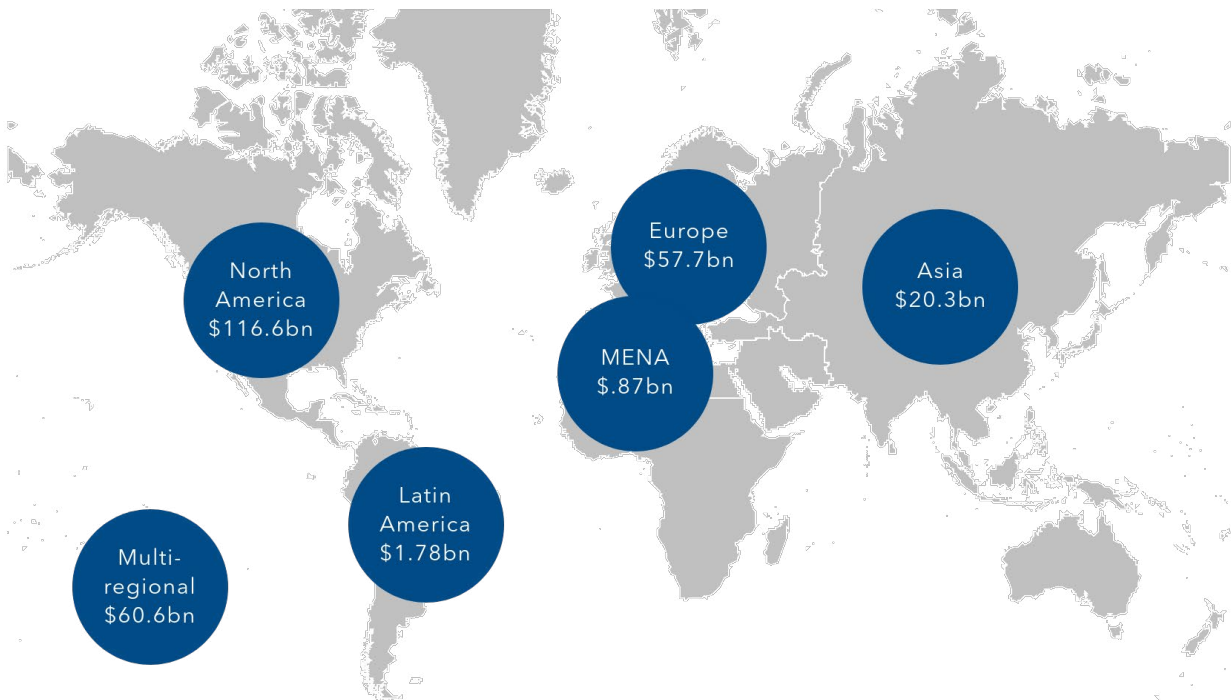 North
America
$116.6bn
Europe
$57.7bn
Asia
$20.3bn
MENA
$.87bn
Latin
America
$1.78bn
Multi-
regional
$60.6bn